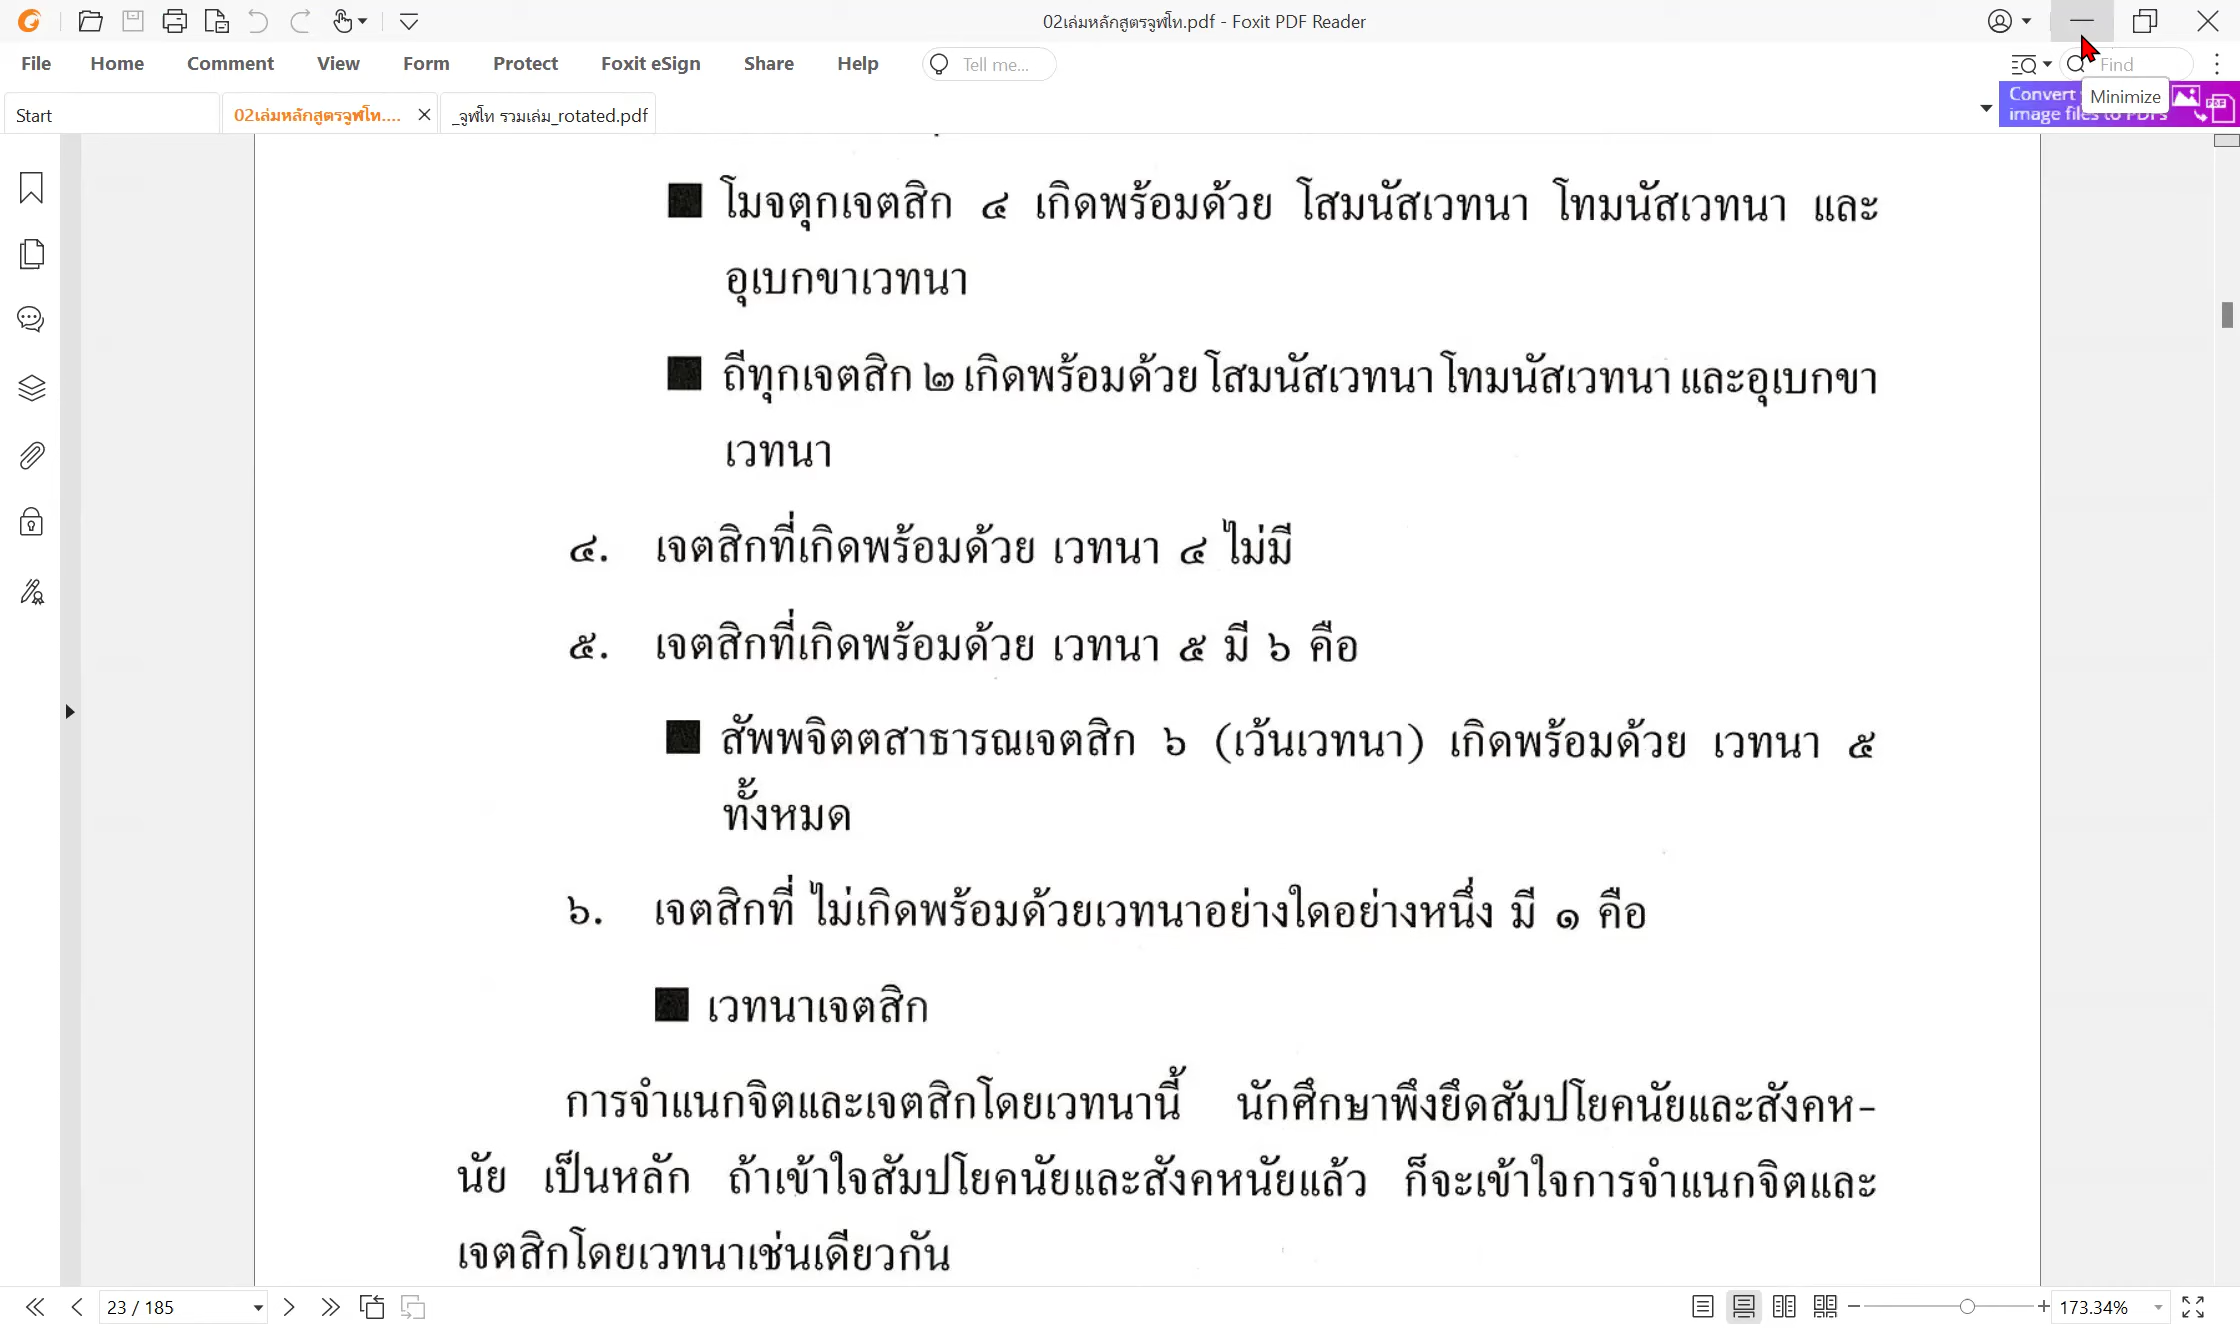 02เล่มหลักสูตรจูฬโท.pdf - Foxit PDF Reader
File Home Comment View Form Protect Foxit eSign Share Help Tell me... Find
Start 02เล่มหลักสูตรจูฬโท.... _จูฬโท รวมเล่ม_rotated.pdf Convert Minimize
image files to PDFs
■ โมจตุกเจตสิก ๔ เกิดพร้อมด้วย โสมนัสเวทนา โทมนัสเวทนา และ
อุเบกขาเวทนา
■ ถีทุกเจตสิก ๒ เกิดพร้อมด้วย โสมนัสเวทนา โทมนัสเวทนา และอุเบกขา
เวทนา
๔. เจตสิกที่เกิดพร้อมด้วย เวทนา ๔ ไม่มี
๕. เจตสิกที่เกิดพร้อมด้วย เวทนา ๕ มี ๖ คือ
■ สัพพจิตตสาธารณเจตสิก ๖ (เว้นเวทนา) เกิดพร้อมด้วย เวทนา ๕
ทั้งหมด
๖. เจตสิกที่ ไม่เกิดพร้อมด้วยเวทนาอย่างใดอย่างหนึ่ง มี ๑ คือ
■ เวทนาเจตสิก
การจำแนกจิตและเจตสิกโดยเวทนานี้ นักศึกษาพึงยึดสัมปโยคนัยและสังคห-
นัย เป็นหลัก ถ้าเข้าใจสัมปโยคนัยและสังคหนัยแล้ว ก็จะเข้าใจการจำแนกจิตและ
เจตสิกโดยเวทนาเช่นเดียวกัน
23 / 185 173.34%